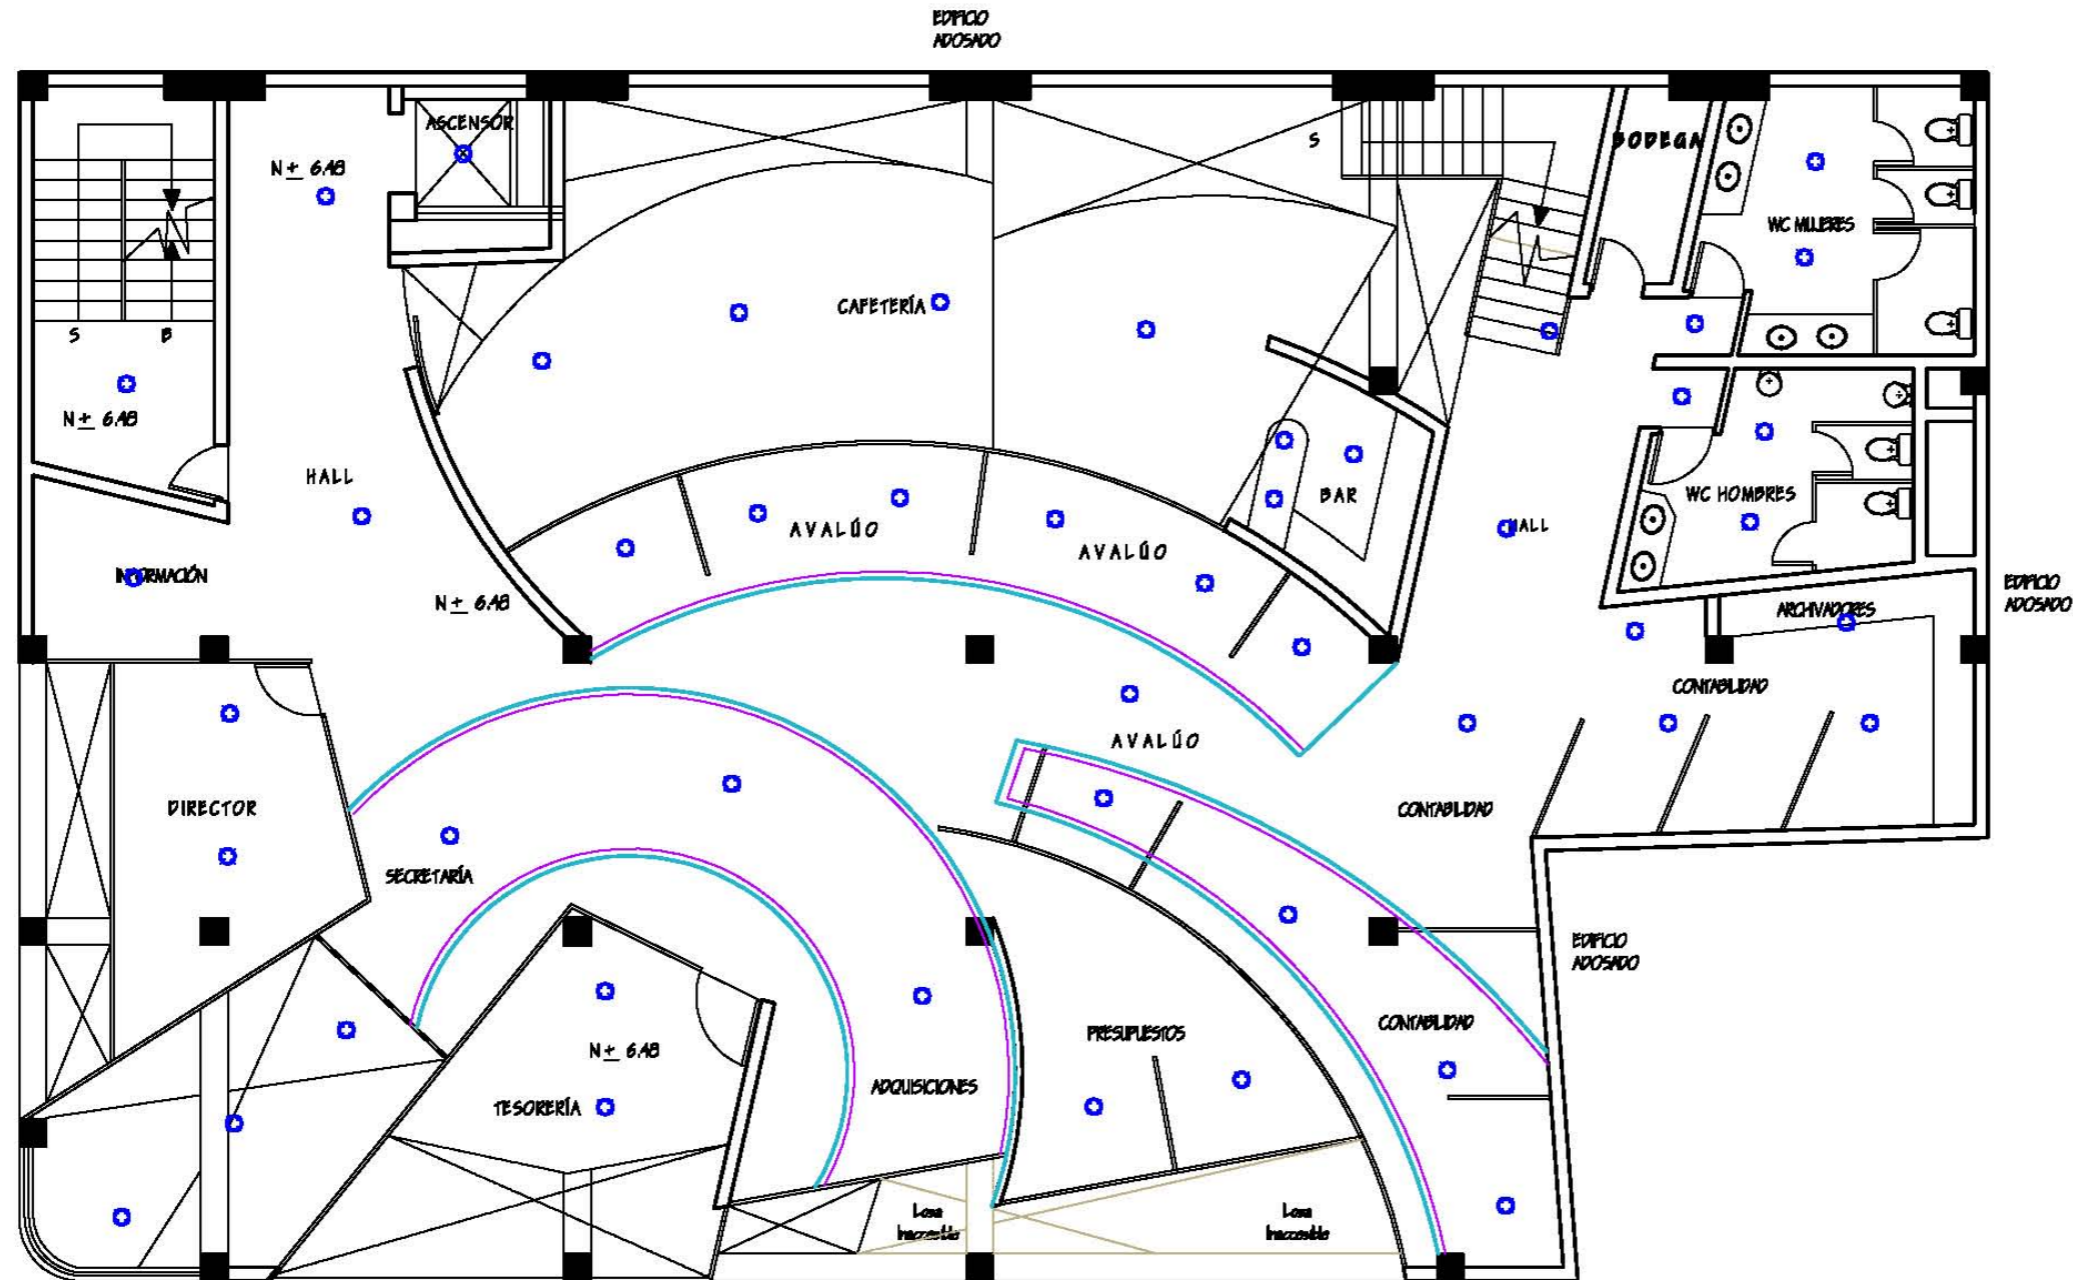 EDIFICIO
ADOSADO
ASCENSOR
N± 6.48
S
BODEGA
WC MUJERES
CAFETERÍA
S B
N± 6.48
HALL
BAR
WC HOMBRES
AVALÚO
HALL
AVALÚO
INFORMACIÓN
N± 6.48
EDIFICIO
ADOSADO
ARCHIVADORES
CONTABILIDAD
AVALÚO
DIRECTOR
CONTABILIDAD
SECRETARÍA
EDIFICIO
ADOSADO
CONTABILIDAD
PRESUPUESTOS
N± 6.48
ADQUISICIONES
TESORERÍA
Losa
Inaccesible
Losa
Inaccesible